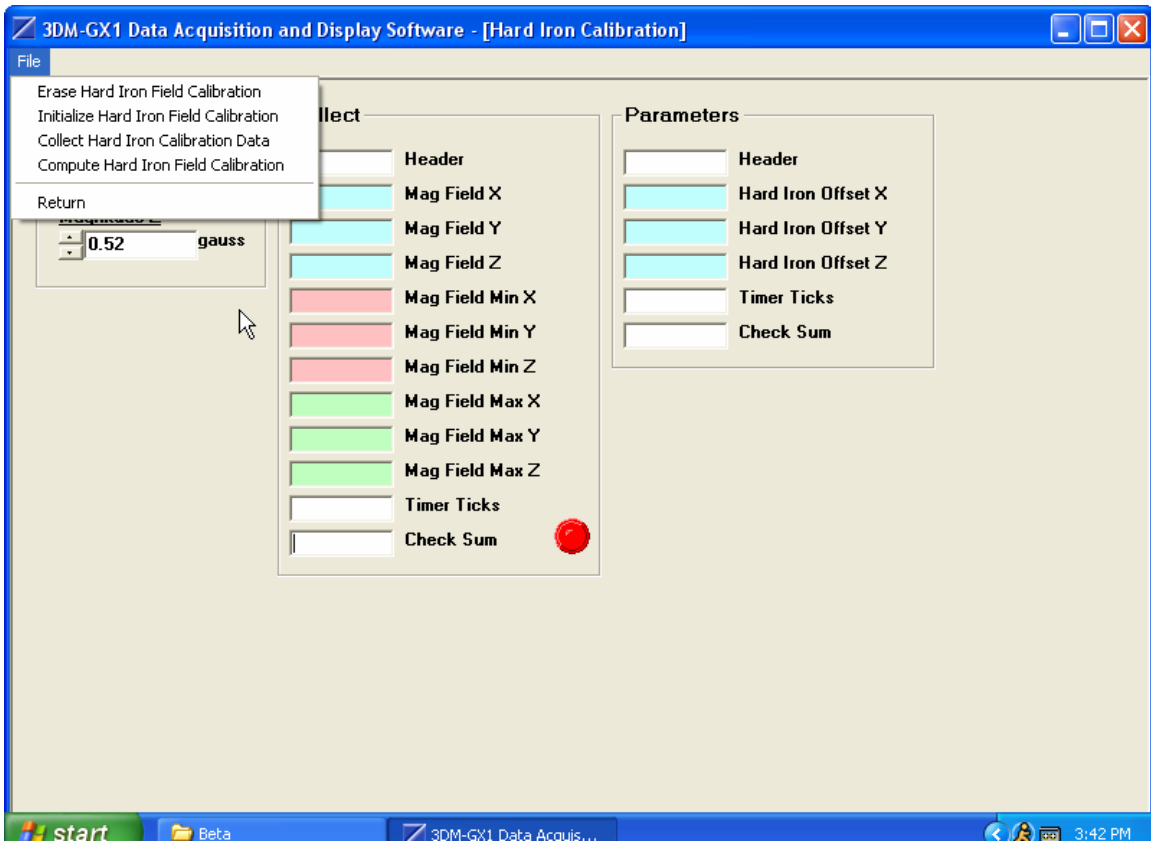 3DM-GX1 Data Acquisition and Display Software - [Hard Iron Calibration]
File
Erase Hard Iron Field Calibration
Initialize Hard Iron Field Calibration
Collect Hard Iron Calibration Data
Compute Hard Iron Field Calibration
Return
Magnitude Z
0.52 gauss
llect
Header
Mag Field X
Mag Field Y
Mag Field Z
Mag Field Min X
Mag Field Min Y
Mag Field Min Z
Mag Field Max X
Mag Field Max Y
Mag Field Max Z
Timer Ticks
Check Sum
Parameters
Header
Hard Iron Offset X
Hard Iron Offset Y
Hard Iron Offset Z
Timer Ticks
Check Sum
start
Beta
3DM-GX1 Data Acquis...
3:42 PM